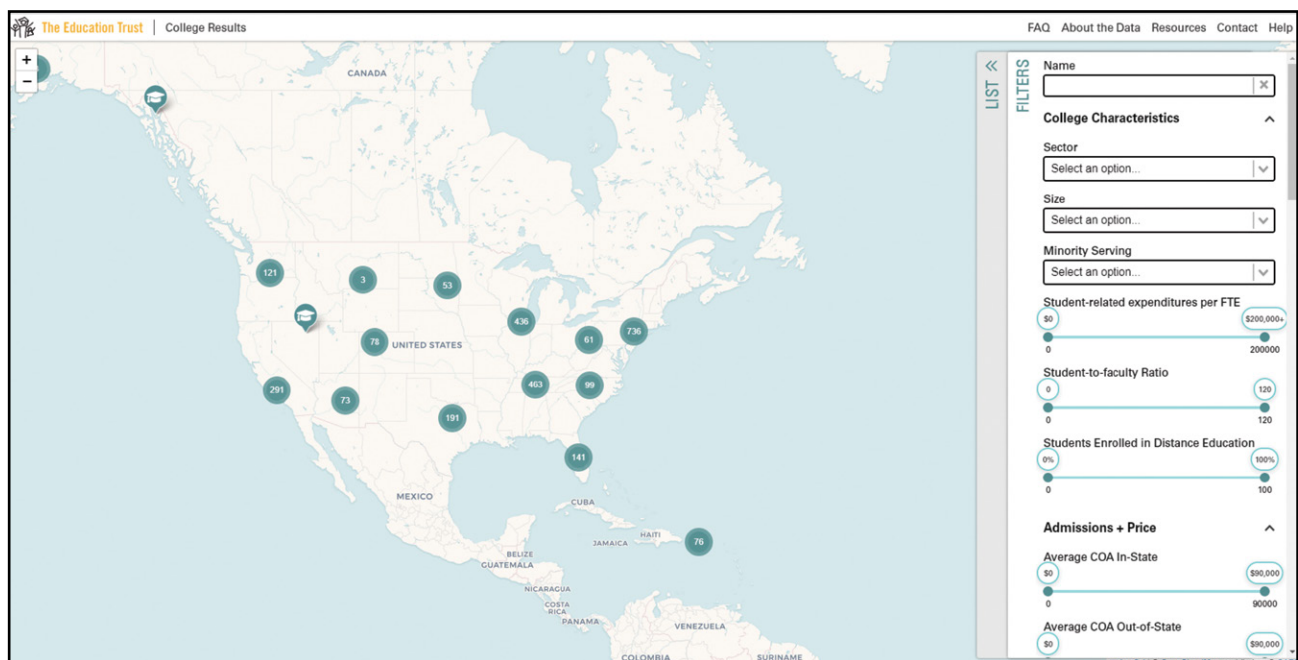 The Education Trust | College Results
FAQ About the Data Resources Contact Help
+
−
CANADA
121
3
53
436
736
61
78
UNITED STATES
463
99
291
73
191
141
MEXICO
CUBA
HAITI
JAMAICA
76
BELIZE
GUATEMALA
NICARAGUA
COSTA
RICA
PANAMA
VENEZUELA
COLOMBIA
SURINAME
LIST
FILTERS
Name
College Characteristics
Sector
Select an option...
Size
Select an option...
Minority Serving
Select an option...
Student-related expenditures per FTE
$0 $200,000+
0 200000
Student-to-faculty Ratio
0 120
0 120
Students Enrolled in Distance Education
0% 100%
0 100
Admissions + Price
Average COA In-State
$0 $90,000
0 90000
Average COA Out-of-State
$0 $90,000